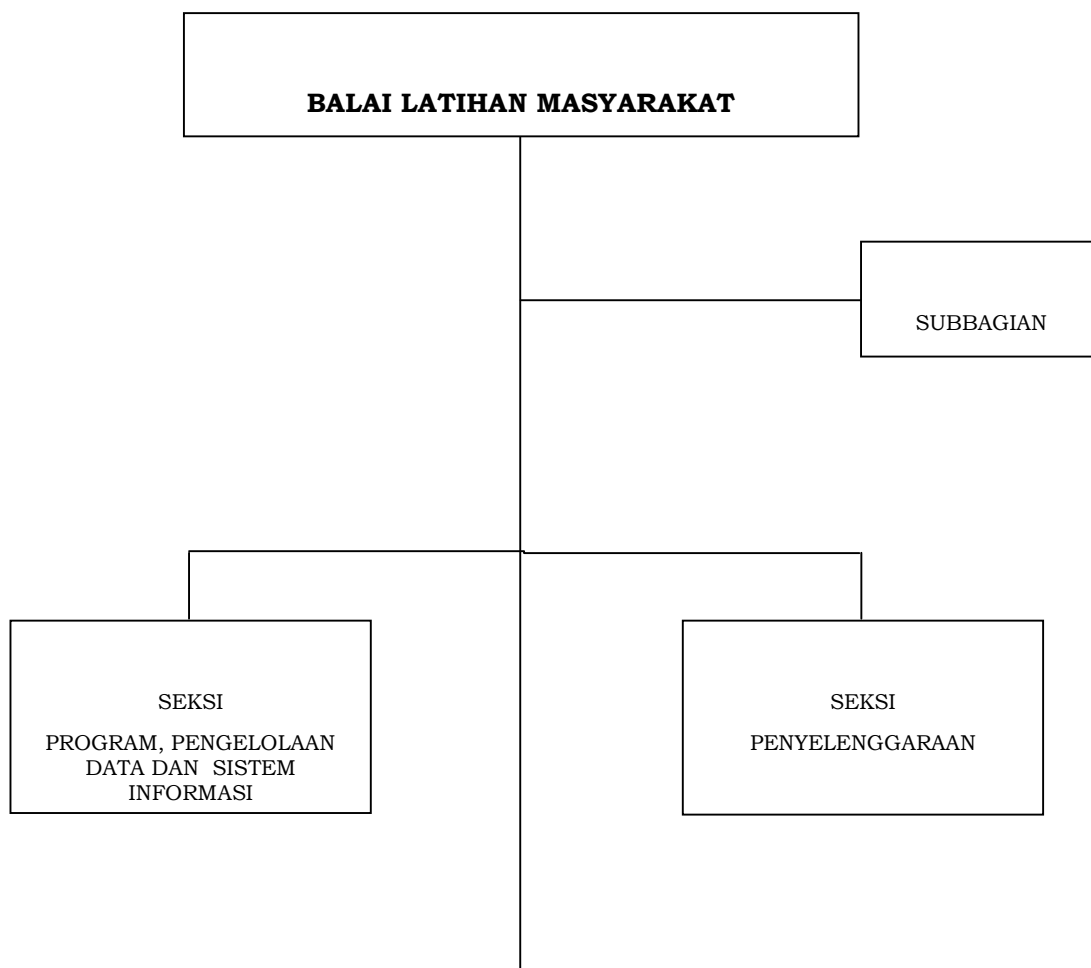 BALAI LATIHAN MASYARAKAT
SUBBAGIAN
SEKSI
PROGRAM, PENGELOLAAN
DATA DAN SISTEM
INFORMASI
SEKSI
PENYELENGGARAAN